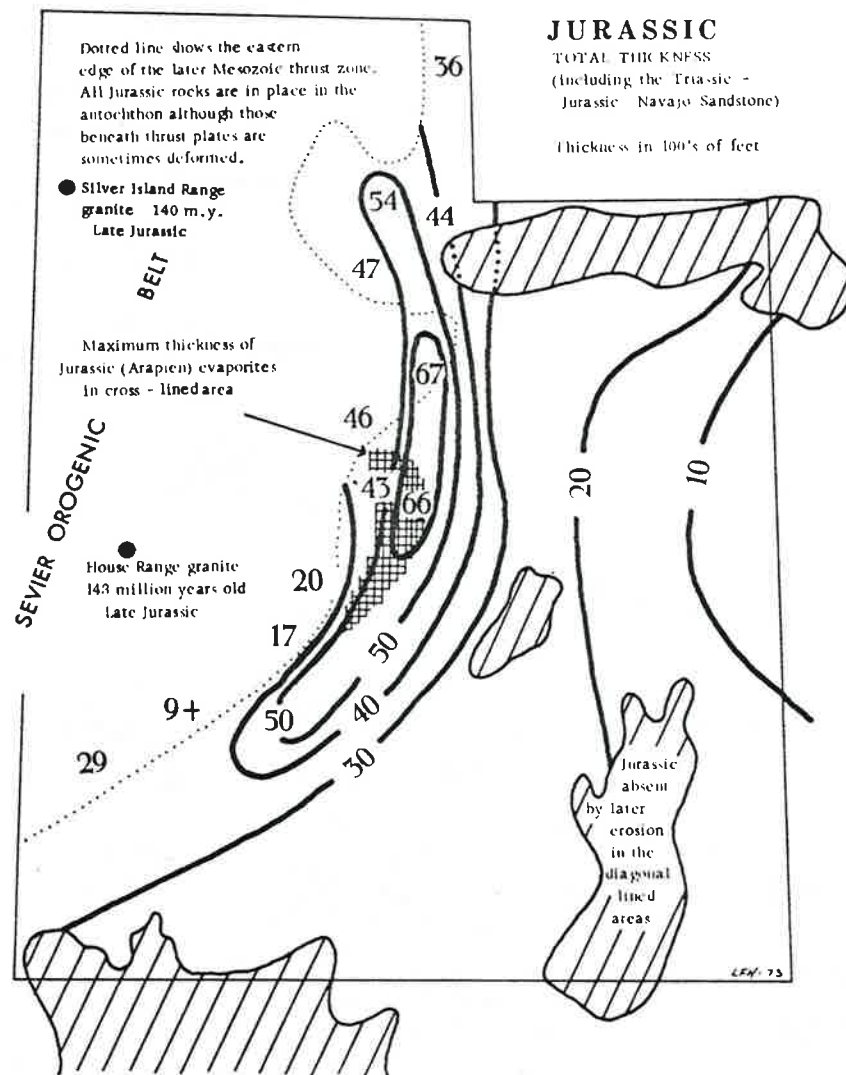 JURASSIC
TOTAL THICKNESS
(Including the Triassic -
Jurassic Navajo Sandstone)
Thickness in 100's of feet
Dotted line shows the eastern
edge of the later Mesozoic thrust zone.
All Jurassic rocks are in place in the
autochthon although those
beneath thrust plates are
sometimes deformed.
36
Silver Island Range
granite 140 m.y.
Late Jurassic
54
44
47
BELT
Maximum thickness of
Jurassic (Arapien) evaporites
in cross - lined area
67
46
43
66
20
10
SEVIER OROGENIC
House Range granite
143 million years old
Late Jurassic
20
17
50
9+
50
40
30
29
Jurassic
absent
by later
erosion
in the
diagonal
lined
areas
LFH-73